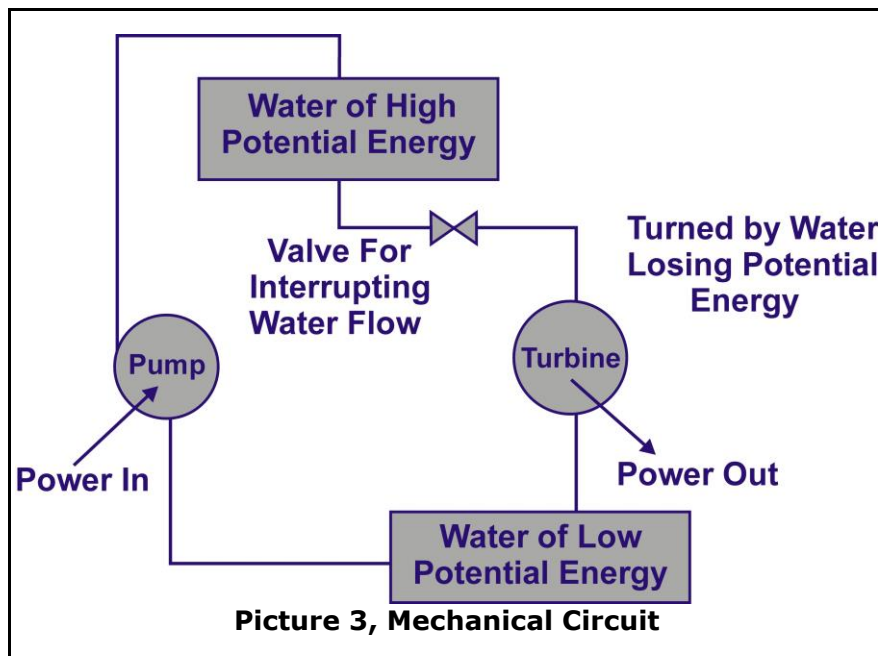 Water of High
Potential Energy
Valve For
Interrupting
Water Flow
Turned by Water
Losing Potential
Energy
Pump
Turbine
Power In
Power Out
Water of Low
Potential Energy
Picture 3, Mechanical Circuit